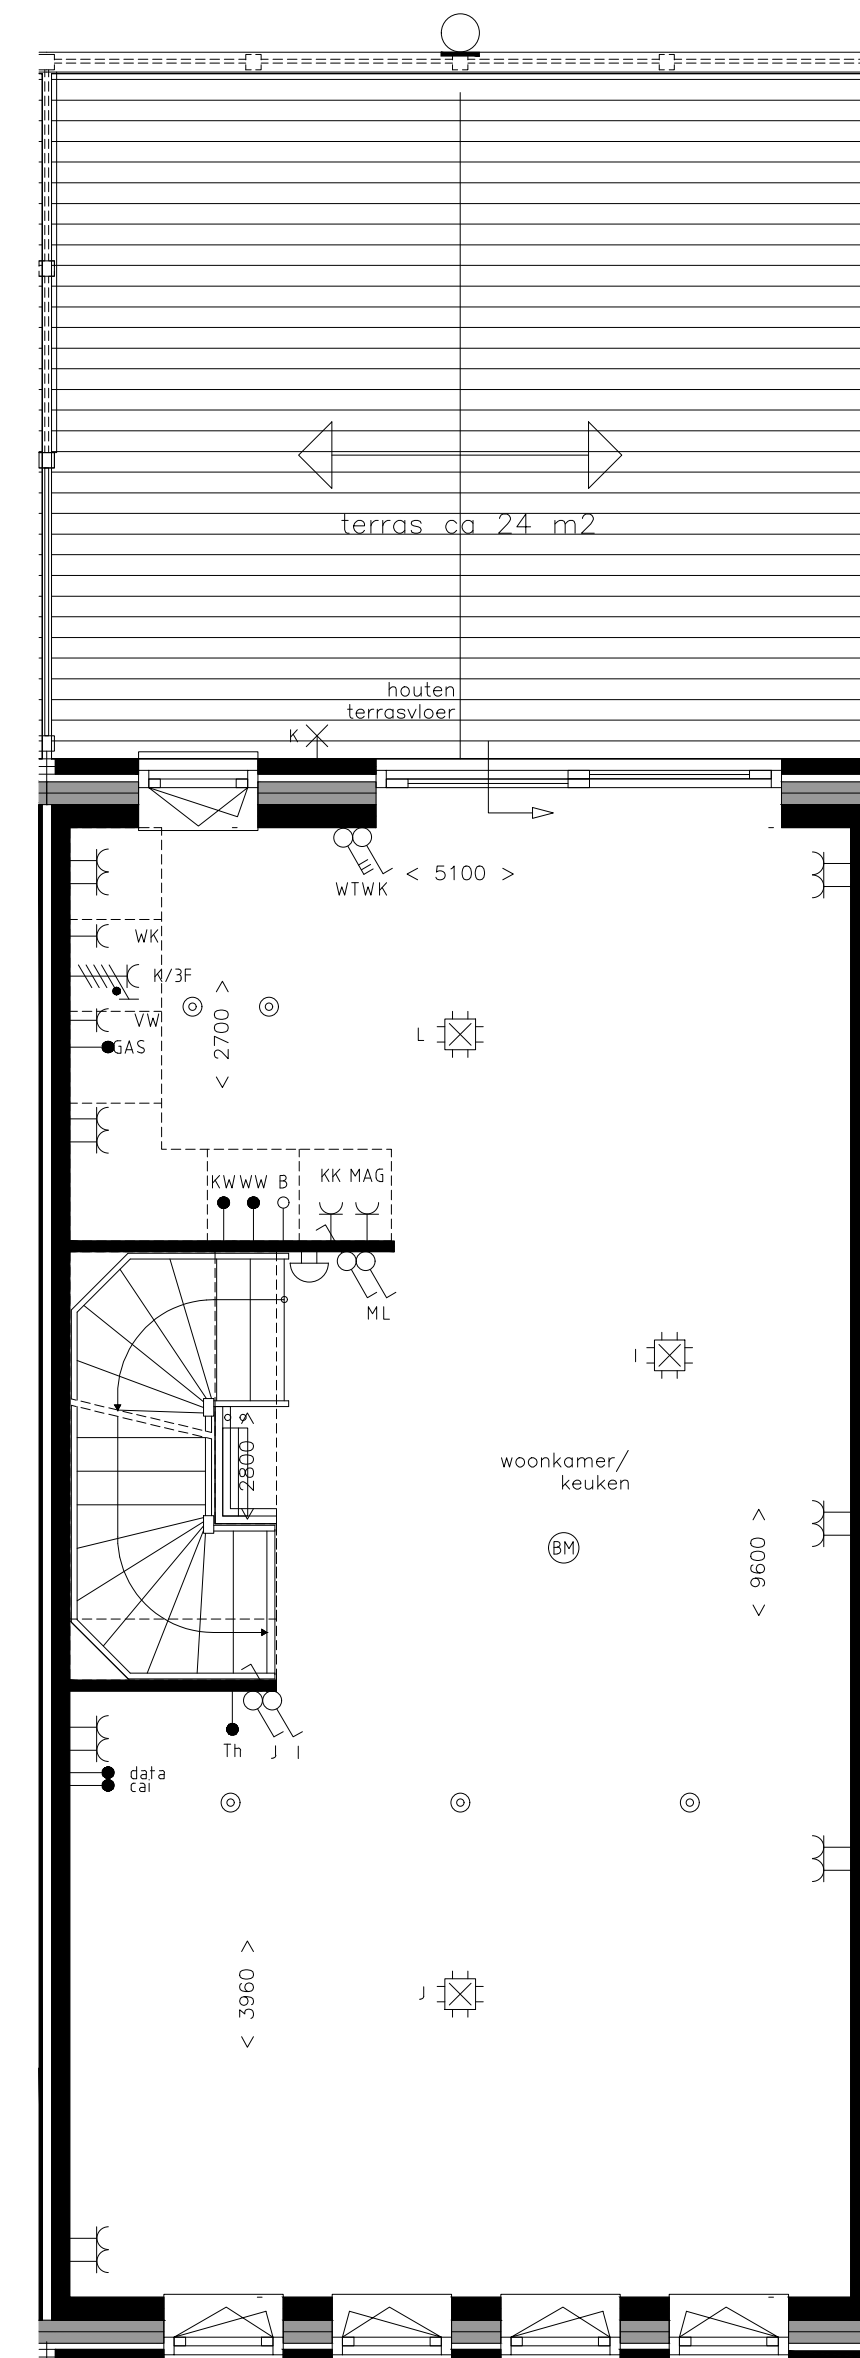 terras ca 24 m2
houten
terrasvloer
K
WTWK
< 5100 >
WK
K/3F
< 2700 >
VW
L
GAS
KW WW B
KK MAG
ML
I
< 2800 >
woonkamer/
keuken
BM
< 9600 >
Th
J I
data
cai
J
< 3960 >